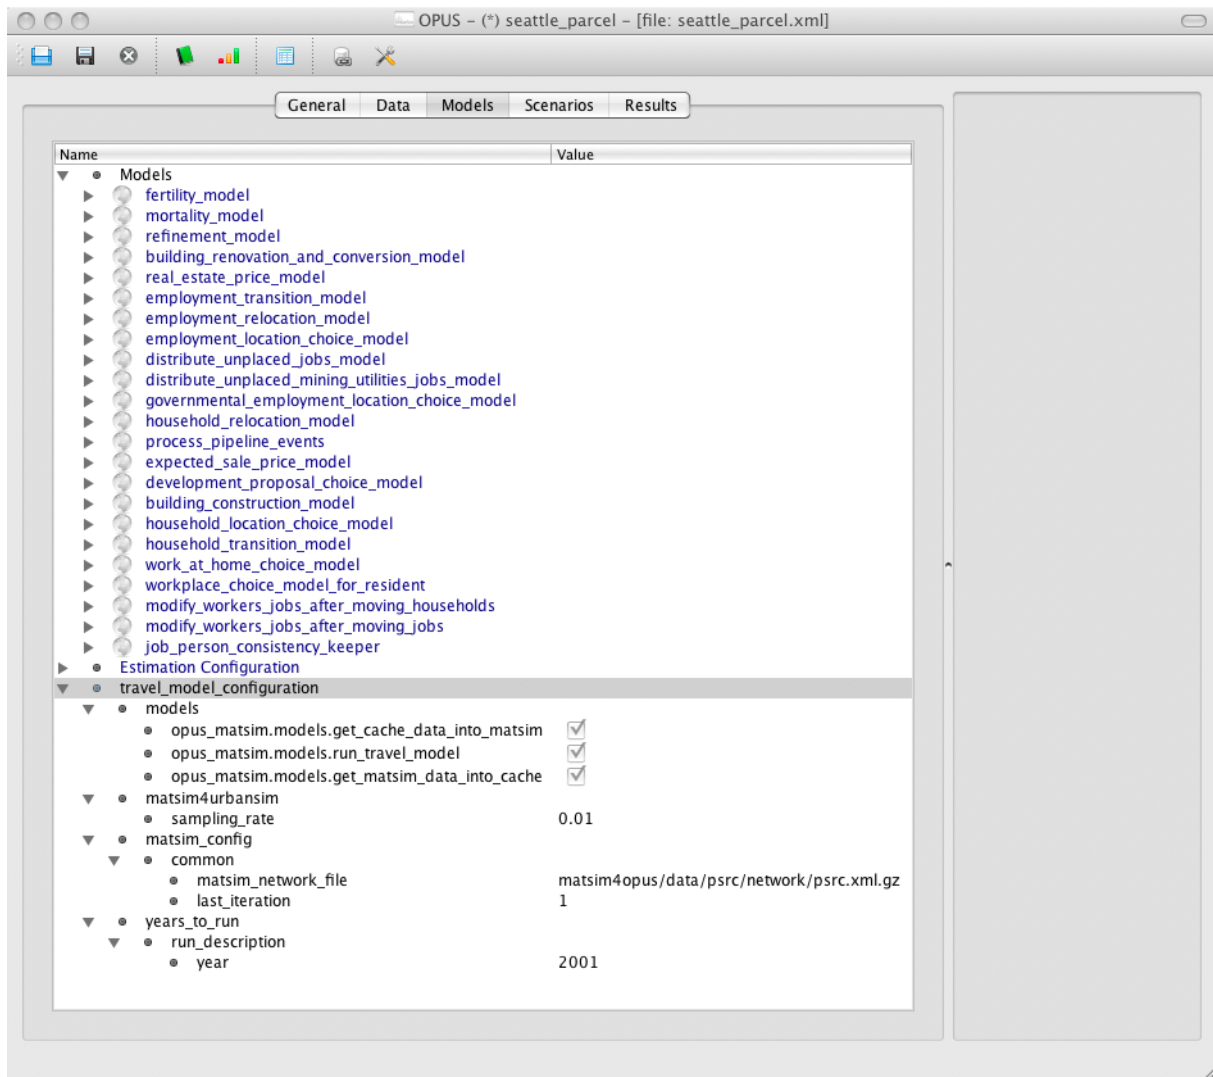 OPUS – (*) seattle_parcel – [file: seattle_parcel.xml]
General Data Models Scenarios Results
Name Value
Models
fertility_model
mortality_model
refinement_model
building_renovation_and_conversion_model
real_estate_price_model
employment_transition_model
employment_relocation_model
employment_location_choice_model
distribute_unplaced_jobs_model
distribute_unplaced_mining_utilities_jobs_model
governmental_employment_location_choice_model
household_relocation_model
process_pipeline_events
expected_sale_price_model
development_proposal_choice_model
building_construction_model
household_location_choice_model
household_transition_model
work_at_home_choice_model
workplace_choice_model_for_resident
modify_workers_jobs_after_moving_households
modify_workers_jobs_after_moving_jobs
job_person_consistency_keeper
Estimation Configuration
travel_model_configuration
models
opus_matsim.models.get_cache_data_into_matsim
opus_matsim.models.run_travel_model
opus_matsim.models.get_matsim_data_into_cache
matsim4urbansim
sampling_rate 0.01
matsim_config
common
matsim_network_file matsim4opus/data/psrc/network/psrc.xml.gz
last_iteration 1
years_to_run
run_description
year 2001